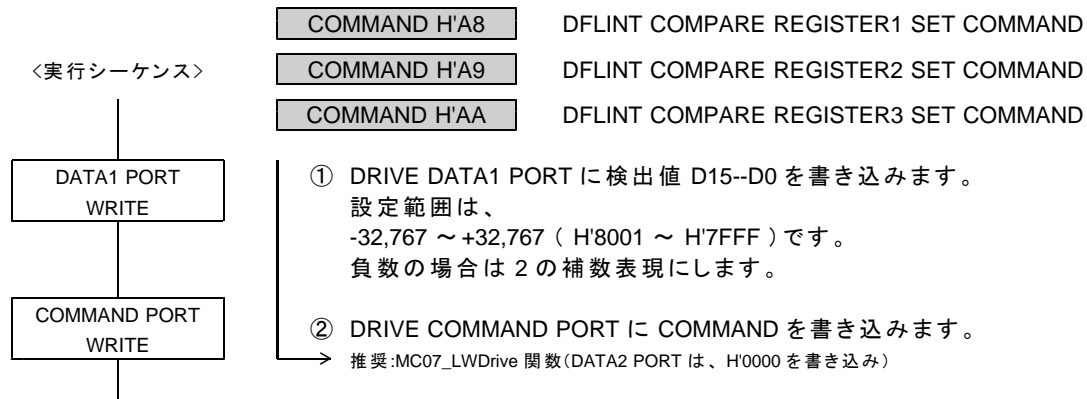 COMMAND H'A8 DFLINT COMPARE REGISTER1 SET COMMAND
<実行シーケンス> COMMAND H'A9 DFLINT COMPARE REGISTER2 SET COMMAND
COMMAND H'AA DFLINT COMPARE REGISTER3 SET COMMAND
DATA1 PORT
WRITE
① DRIVE DATA1 PORT に検出値 D15--D0 を書き込みます。
設定範囲は、
-32,767 ～ +32,767 ( H'8001 ～ H'7FFF ) です。
負数の場合は 2 の補数表現にします。
COMMAND PORT
WRITE
② DRIVE COMMAND PORT に COMMAND を書き込みます。
推奨:MC07_LWDrive 関数(DATA2 PORT は、H'0000 を書き込み)